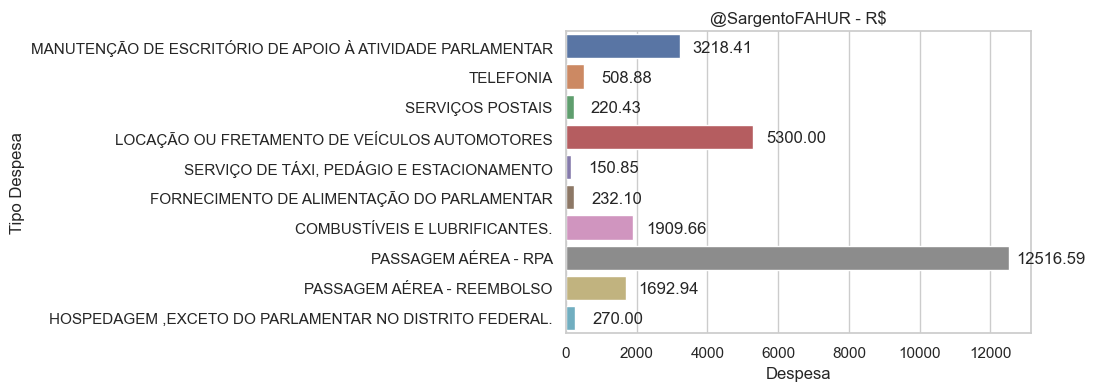 @SargentoFAHUR - R$
MANUTENÇÃO DE ESCRITÓRIO DE APOIO À ATIVIDADE PARLAMENTAR 3218.41
TELEFONIA 508.88
SERVIÇOS POSTAIS 220.43
LOCAÇÃO OU FRETAMENTO DE VEÍCULOS AUTOMOTORES 5300.00
SERVIÇO DE TÁXI, PEDÁGIO E ESTACIONAMENTO 150.85
FORNECIMENTO DE ALIMENTAÇÃO DO PARLAMENTAR 232.10
COMBUSTÍVEIS E LUBRIFICANTES. 1909.66
PASSAGEM AÉREA - RPA 12516.59
PASSAGEM AÉREA - REEMBOLSO 1692.94
HOSPEDAGEM ,EXCETO DO PARLAMENTAR NO DISTRITO FEDERAL. 270.00
Tipo Despesa
0 2000 4000 6000 8000 10000 12000
Despesa